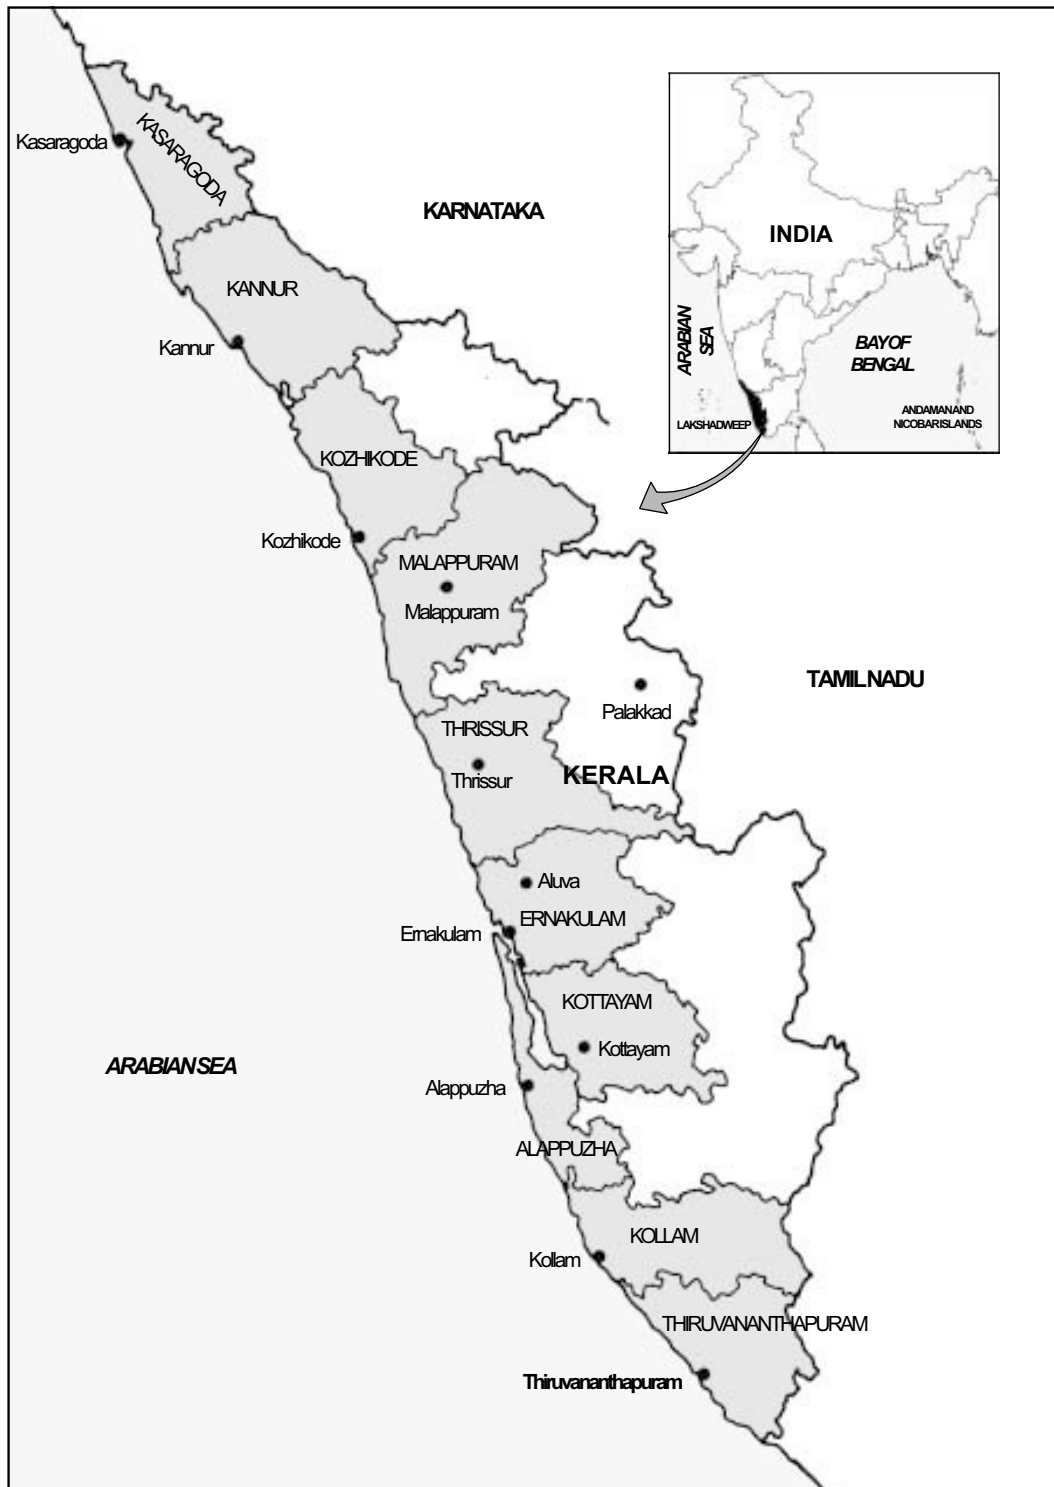 Kasaragoda
KASARAGODA
KARNATAKA
INDIA
KANNUR
Kannur
ARABIAN
SEA
BAYOF
BENGAL
LAKSHADWEEP
ANDAMANAND
NICOBARISLANDS
KOZHIKODE
Kozhikode
MALAPPURAM
Malappuram
TAMILNADU
Palakkad
THRISSUR
Thrissur
KERALA
Aluva
ERNAKULAM
Ernakulam
KOTTAYAM
Kottayam
ARABIANSEA
Alappuzha
ALAPPUZHA
KOLLAM
Kollam
THIRUVANANTHAPURAM
Thiruvananthapuram